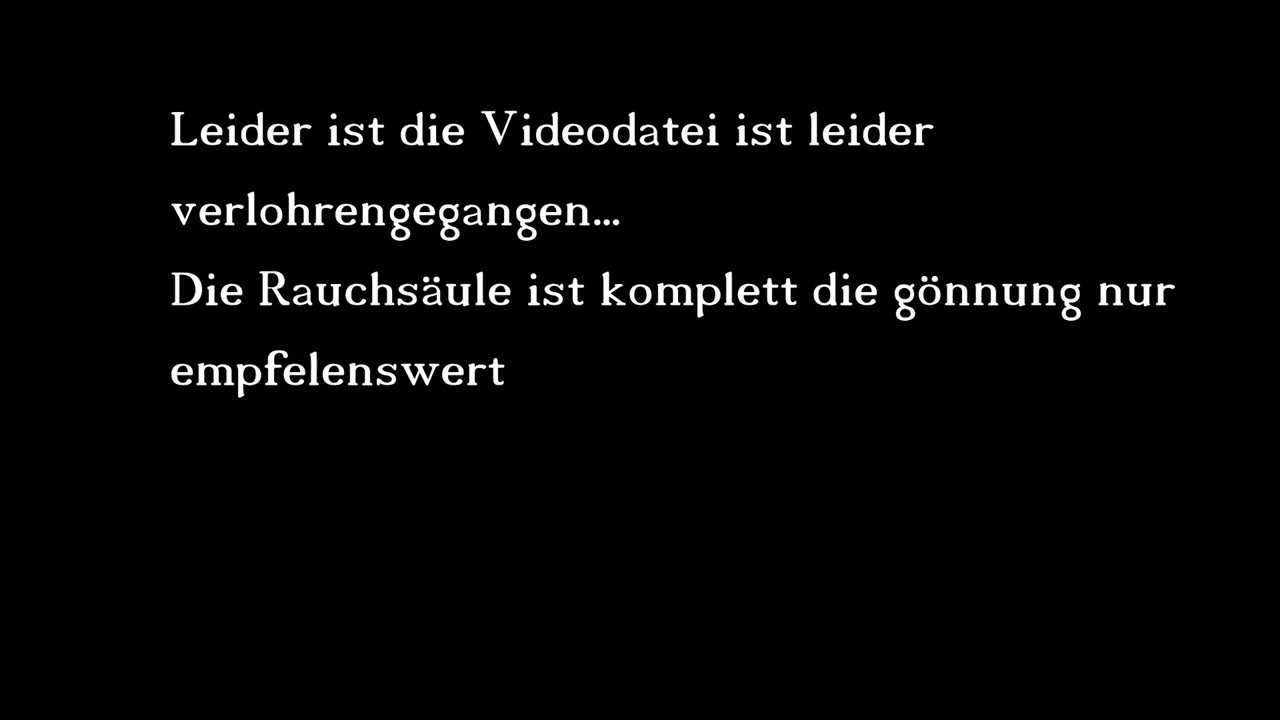 Leider ist die Videodatei ist leider
verlohrengegangen...
Die Rauchsäule ist komplett die gönnung nur
empfelenswert